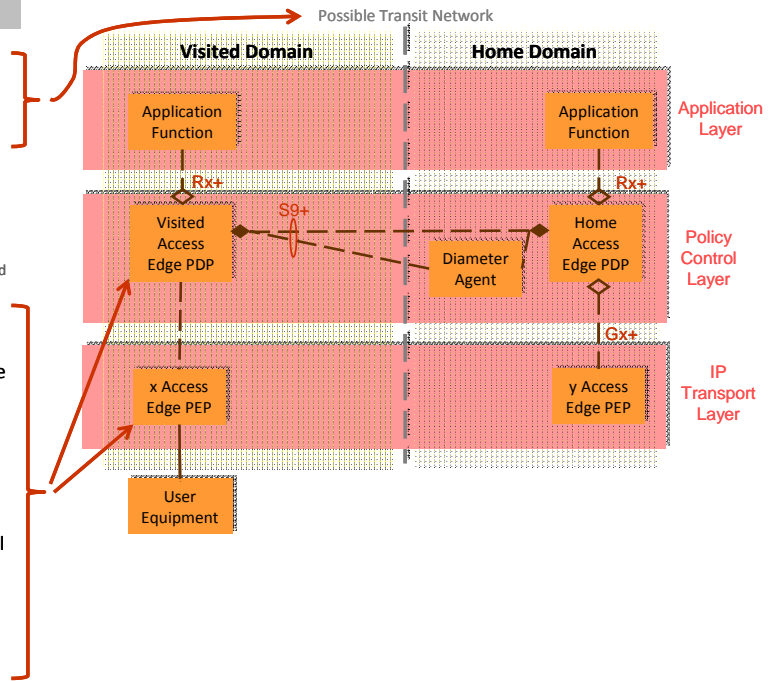 Possible Transit Network
Visited Domain
Home Domain
Application
Function
Application
Function
Application
Layer
Rx+
Rx+
S9+
Visited
Access
Edge PDP
Diameter
Agent
Home
Access
Edge PDP
Policy
Control
Layer
d
Gx+
e
x Access
Edge PEP
y Access
Edge PEP
IP
Transport
Layer
User
Equipment
l